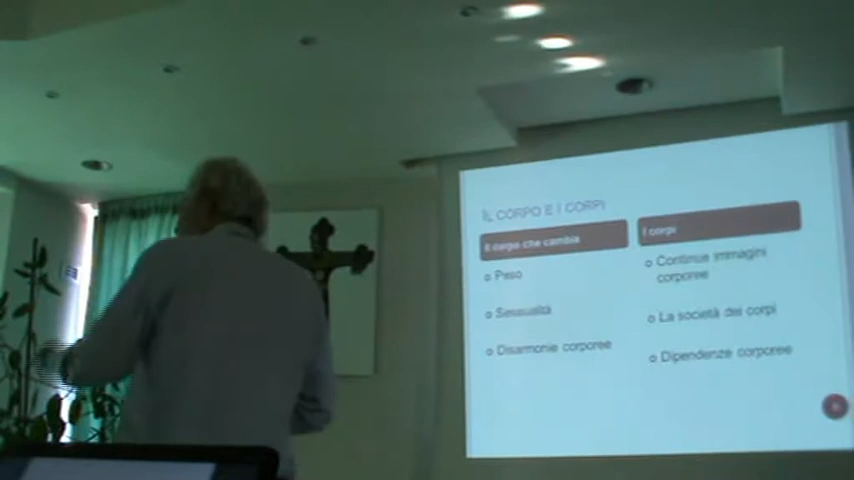 IL CORPO E I CORPI
Il corpo che cambia
Peso
Sessualità
Disarmonie corporee
I corpi
Continue immagini
corporee
La società dei corpi
Dipendenze corporee